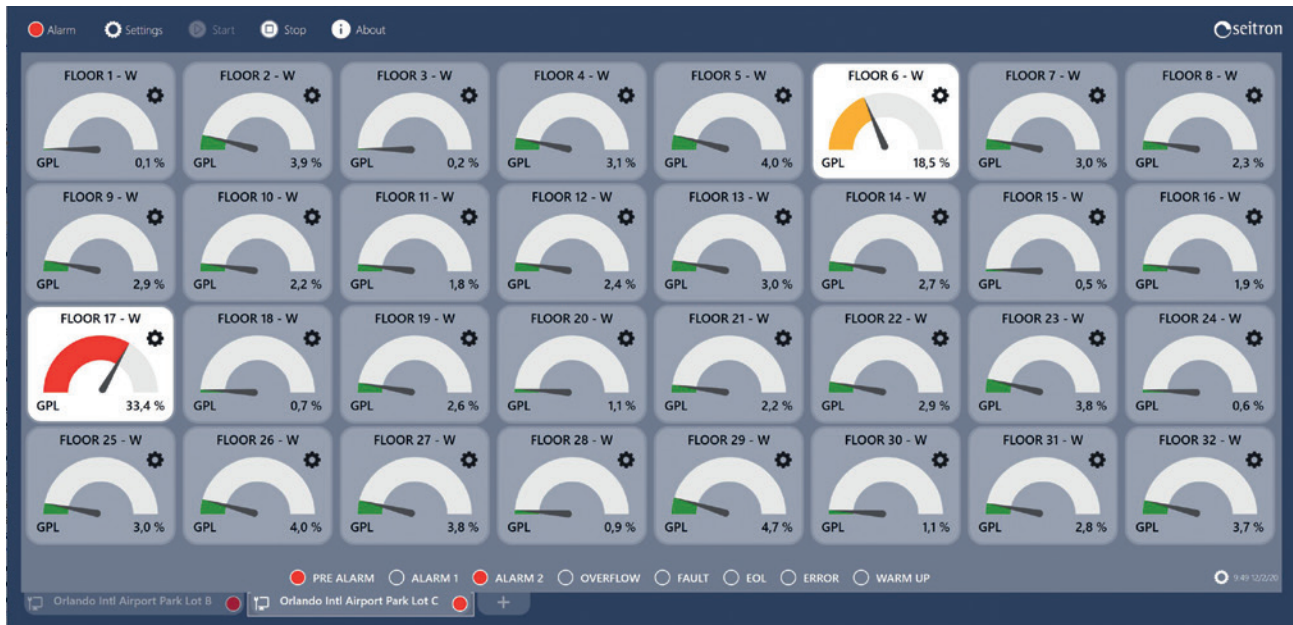 Alarm Settings Start Stop About seitron
FLOOR 1 - W FLOOR 2 - W FLOOR 3 - W FLOOR 4 - W FLOOR 5 - W FLOOR 6 - W FLOOR 7 - W FLOOR 8 - W
GPL 0,1 % GPL 3,9 % GPL 0,2 % GPL 3,1 % GPL 4,0 % GPL 18,5 % GPL 3,0 % GPL 2,3 %
FLOOR 9 - W FLOOR 10 - W FLOOR 11 - W FLOOR 12 - W FLOOR 13 - W FLOOR 14 - W FLOOR 15 - W FLOOR 16 - W
GPL 2,9 % GPL 2,2 % GPL 1,8 % GPL 2,4 % GPL 3,0 % GPL 2,7 % GPL 0,5 % GPL 1,9 %
FLOOR 17 - W FLOOR 18 - W FLOOR 19 - W FLOOR 20 - W FLOOR 21 - W FLOOR 22 - W FLOOR 23 - W FLOOR 24 - W
GPL 33,4 % GPL 0,7 % GPL 2,6 % GPL 1,1 % GPL 2,2 % GPL 2,9 % GPL 3,8 % GPL 0,6 %
FLOOR 25 - W FLOOR 26 - W FLOOR 27 - W FLOOR 28 - W FLOOR 29 - W FLOOR 30 - W FLOOR 31 - W FLOOR 32 - W
GPL 3,0 % GPL 4,0 % GPL 3,8 % GPL 0,9 % GPL 4,7 % GPL 1,1 % GPL 2,8 % GPL 3,7 %
PRE ALARM ALARM 1 ALARM 2 OVERFLOW FAULT EOL ERROR WARM UP 9:49 12/2/20
Orlando Intl Airport Park Lot B Orlando Intl Airport Park Lot C +